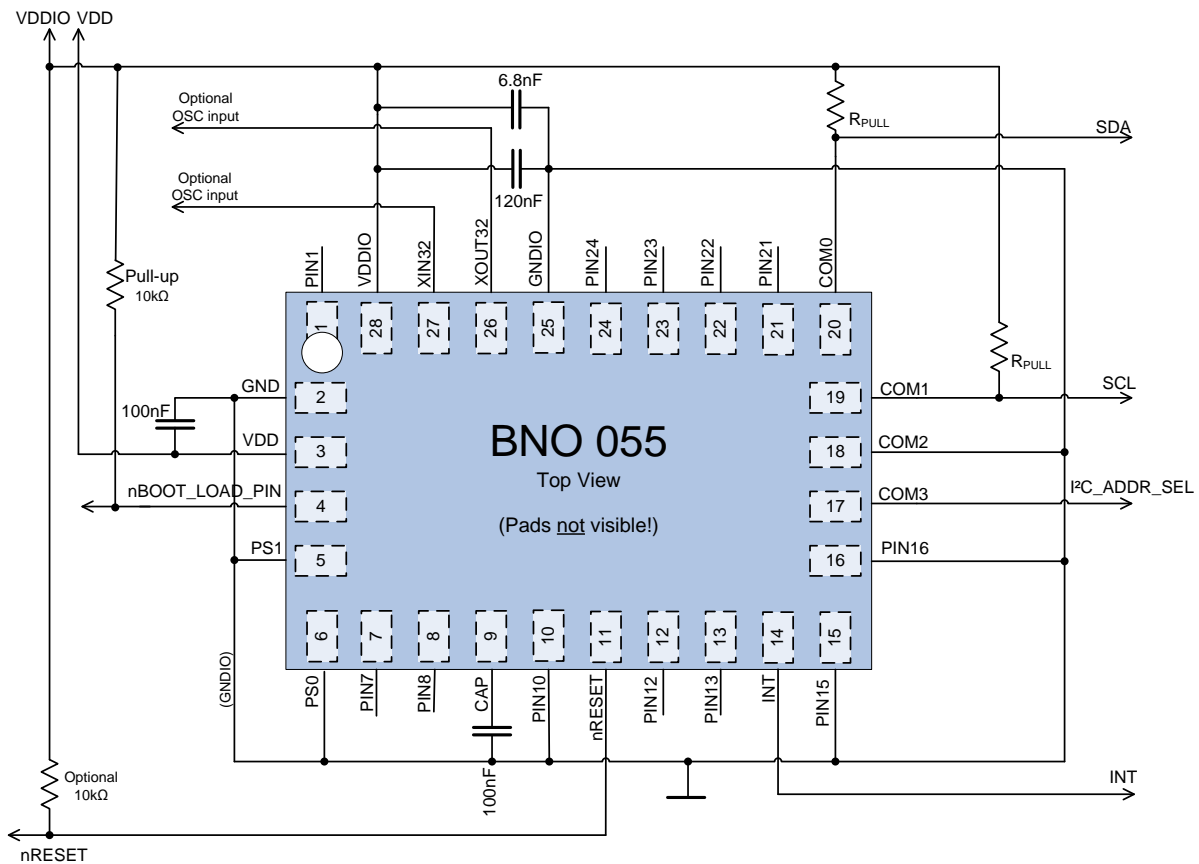 VDDIO VDD
6.8nF
Optional
OSC input
R_PULL
SDA
Optional
OSC input
120nF
PIN1
VDDIO
XIN32
XOUT32
GNDIO
PIN24
PIN23
PIN22
PIN21
COM0
Pull-up
10kΩ
1
28
27
26
25
24
23
22
21
20
R_PULL
GND
2
19
COM1
SCL
100nF
VDD
3
BNO 055
18
COM2
Top View
nBOOT_LOAD_PIN
4
17
COM3
I²C_ADDR_SEL
(Pads not visible!)
PS1
5
16
PIN16
6
7
8
9
10
11
12
13
14
15
(GNDIO)
PS0
PIN7
PIN8
CAP
PIN10
nRESET
PIN12
PIN13
INT
PIN15
Optional
10kΩ
100nF
INT
nRESET